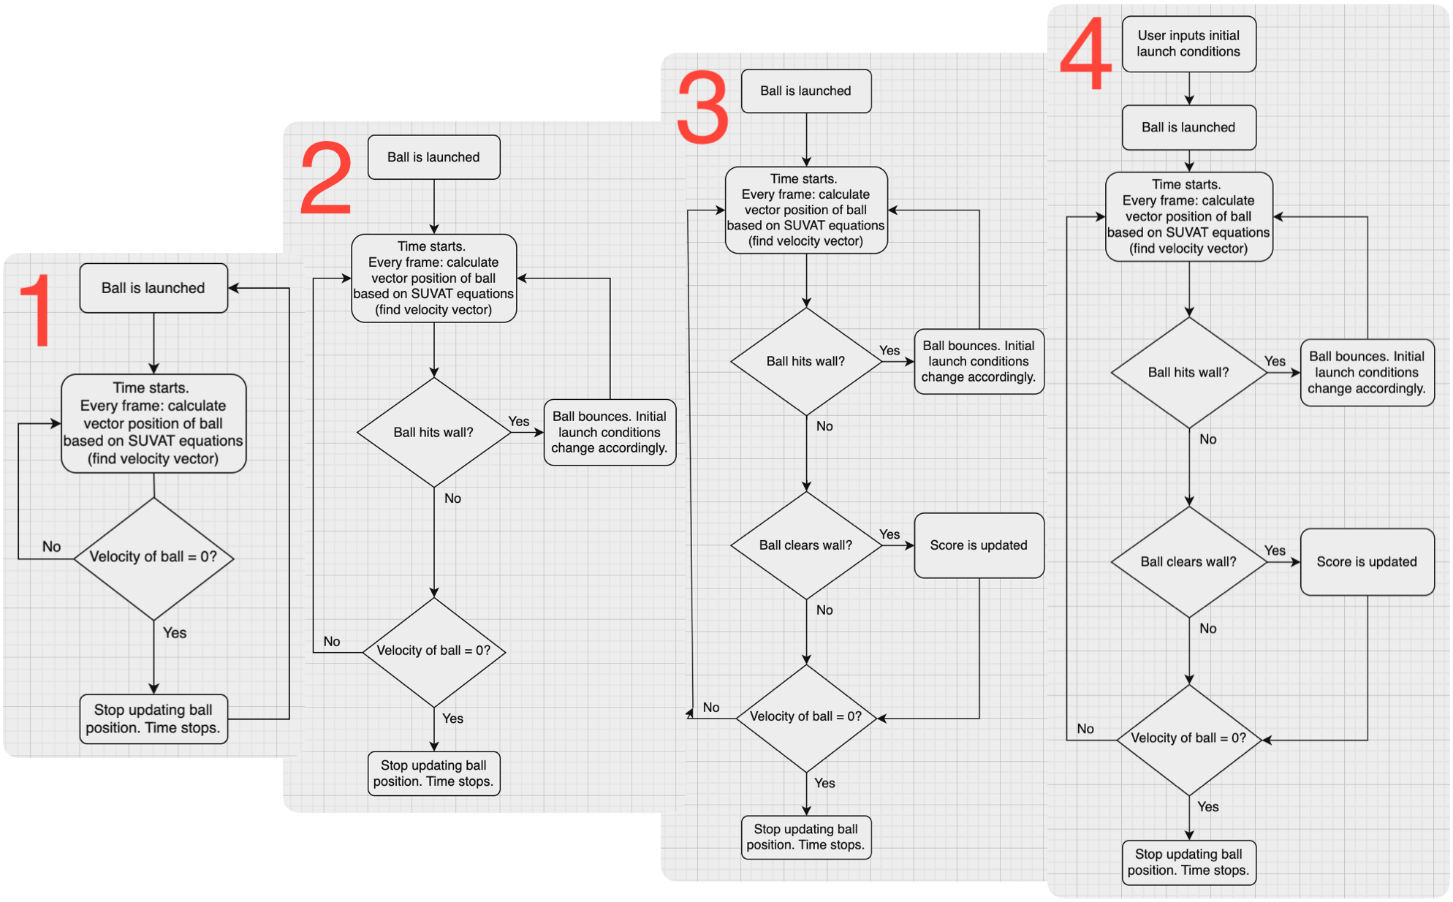 1
Ball is launched
Time starts.
Every frame: calculate
vector position of ball
based on SUVAT equations
(find velocity vector)
No
Velocity of ball = 0?
Yes
Stop updating ball
position. Time stops.
2
Ball is launched
Time starts.
Every frame: calculate
vector position of ball
based on SUVAT equations
(find velocity vector)
Ball hits wall?
Yes
Ball bounces. Initial
launch conditions
change accordingly.
No
No
Velocity of ball = 0?
Yes
Stop updating ball
position. Time stops.
3
Ball is launched
Time starts.
Every frame: calculate
vector position of ball
based on SUVAT equations
(find velocity vector)
Ball hits wall?
Yes
Ball bounces. Initial
launch conditions
change accordingly.
No
Ball clears wall?
Yes
Score is updated
No
No
Velocity of ball = 0?
Yes
Stop updating ball
position. Time stops.
4
User inputs initial
launch conditions
Ball is launched
Time starts.
Every frame: calculate
vector position of ball
based on SUVAT equations
(find velocity vector)
Ball hits wall?
Yes
Ball bounces. Initial
launch conditions
change accordingly.
No
Ball clears wall?
Yes
Score is updated
No
No
Velocity of ball = 0?
Yes
Stop updating ball
position. Time stops.